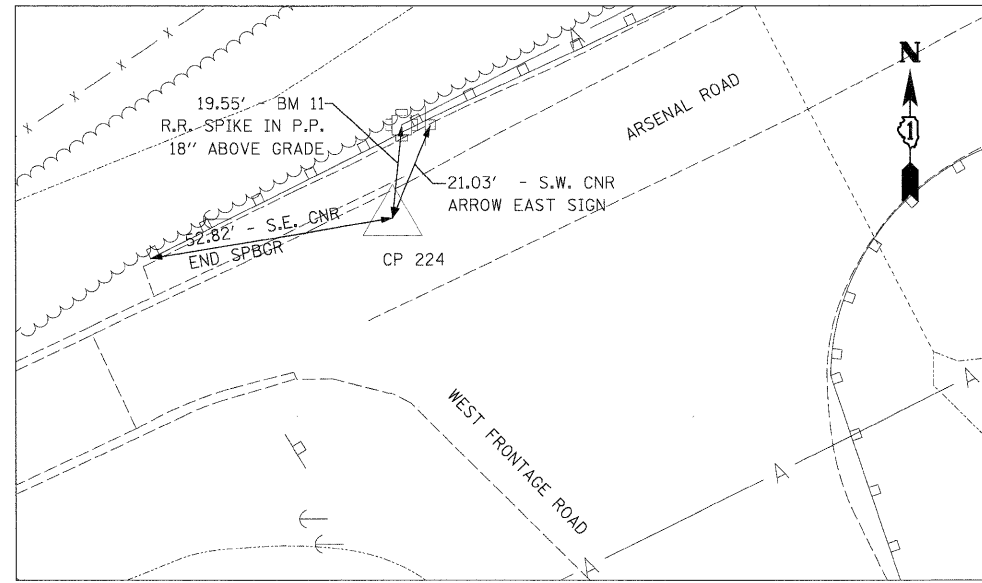 N
1
19.55' - BM 11
R.R. SPIKE IN P.P.
18" ABOVE GRADE
ARSENAL ROAD
21.03' - S.W. CNR
ARROW EAST SIGN
52.82' - S.E. CNR
END SPBGR
CP 224
WEST FRONTAGE ROAD
A
A
A
A
X
X
X